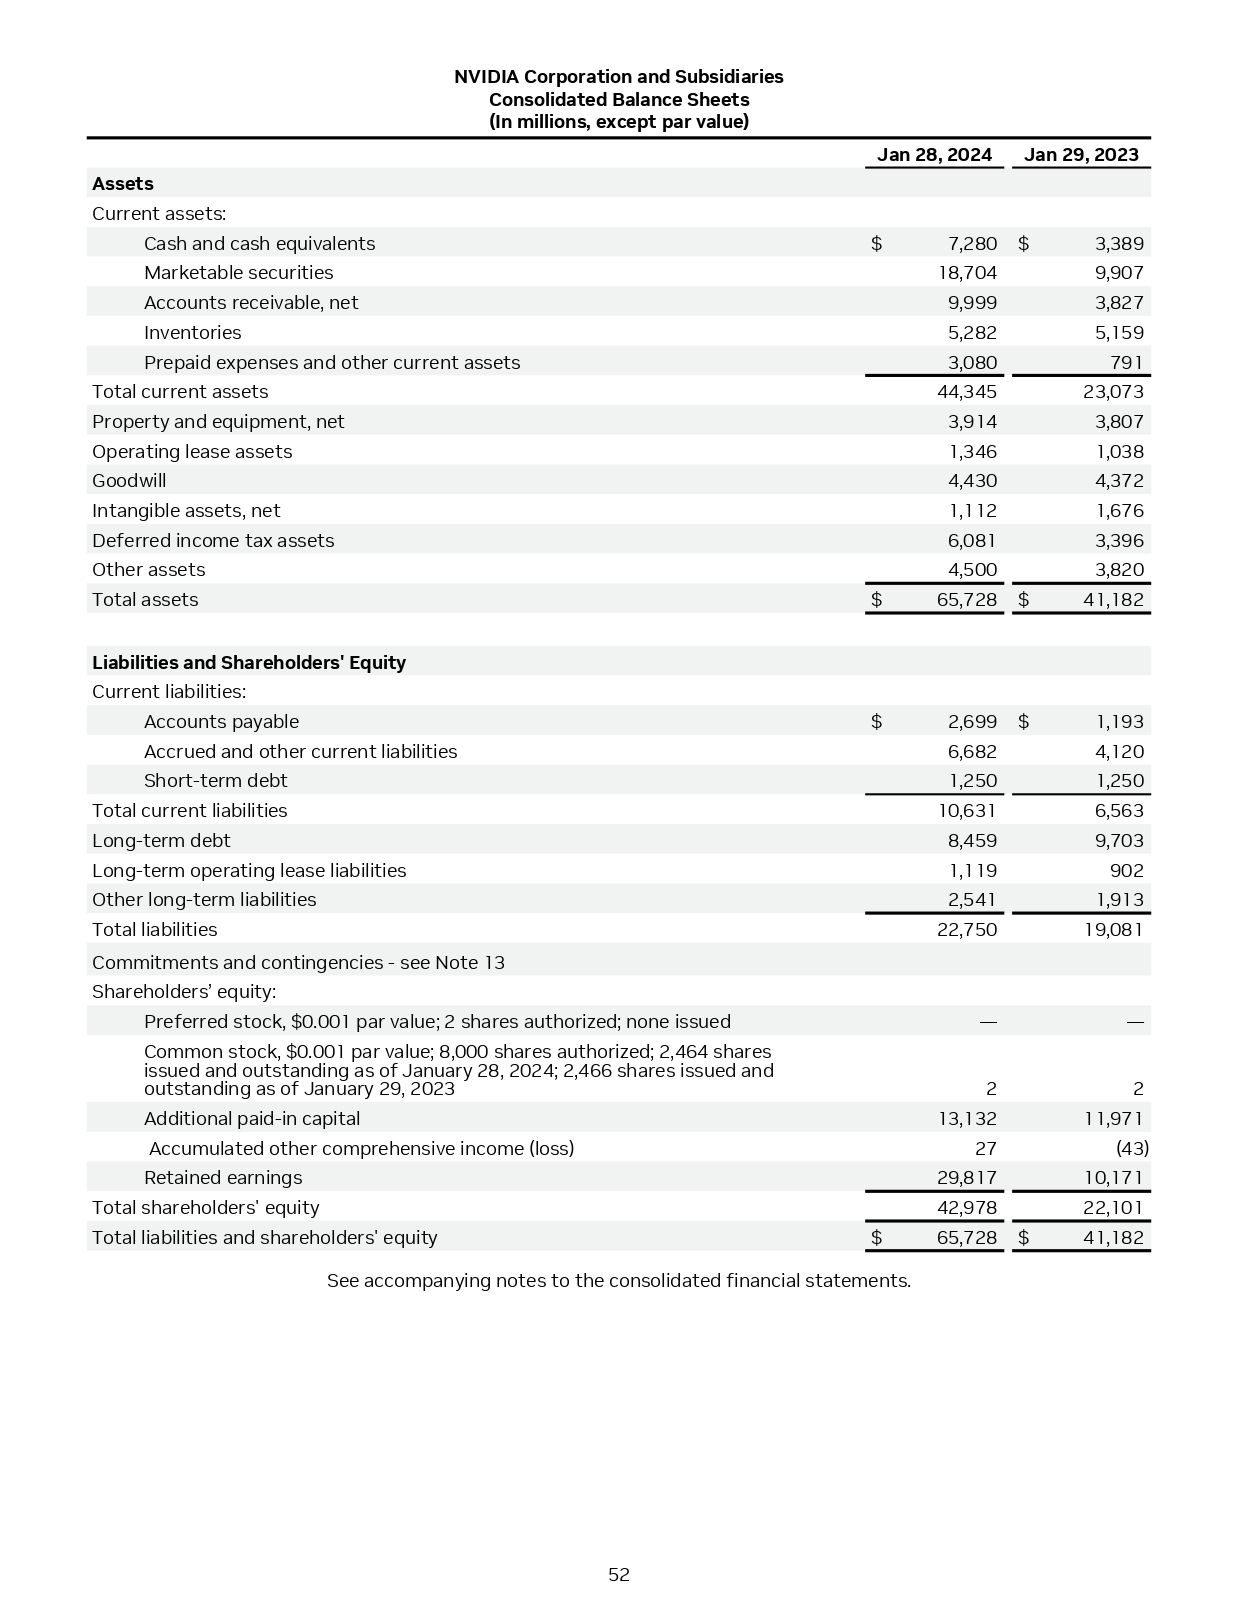 NVIDIA Corporation and Subsidiaries
Consolidated Balance Sheets
(In millions, except par value)
Jan 28, 2024 Jan 29, 2023
Assets
Current assets:
Cash and cash equivalents $ 7,280 $ 3,389
Marketable securities 18,704 9,907
Accounts receivable, net 9,999 3,827
Inventories 5,282 5,159
Prepaid expenses and other current assets 3,080 791
Total current assets 44,345 23,073
Property and equipment, net 3,914 3,807
Operating lease assets 1,346 1,038
Goodwill 4,430 4,372
Intangible assets, net 1,112 1,676
Deferred income tax assets 6,081 3,396
Other assets 4,500 3,820
Total assets $ 65,728 $ 41,182
Liabilities and Shareholders' Equity
Current liabilities:
Accounts payable $ 2,699 $ 1,193
Accrued and other current liabilities 6,682 4,120
Short-term debt 1,250 1,250
Total current liabilities 10,631 6,563
Long-term debt 8,459 9,703
Long-term operating lease liabilities 1,119 902
Other long-term liabilities 2,541 1,913
Total liabilities 22,750 19,081
Commitments and contingencies - see Note 13
Shareholders’ equity:
Preferred stock, $0.001 par value; 2 shares authorized; none issued — —
Common stock, $0.001 par value; 8,000 shares authorized; 2,464 shares
issued and outstanding as of January 28, 2024; 2,466 shares issued and
outstanding as of January 29, 2023 2 2
Additional paid-in capital 13,132 11,971
Accumulated other comprehensive income (loss) 27 (43)
Retained earnings 29,817 10,171
Total shareholders' equity 42,978 22,101
Total liabilities and shareholders' equity $ 65,728 $ 41,182
See accompanying notes to the consolidated financial statements.
52